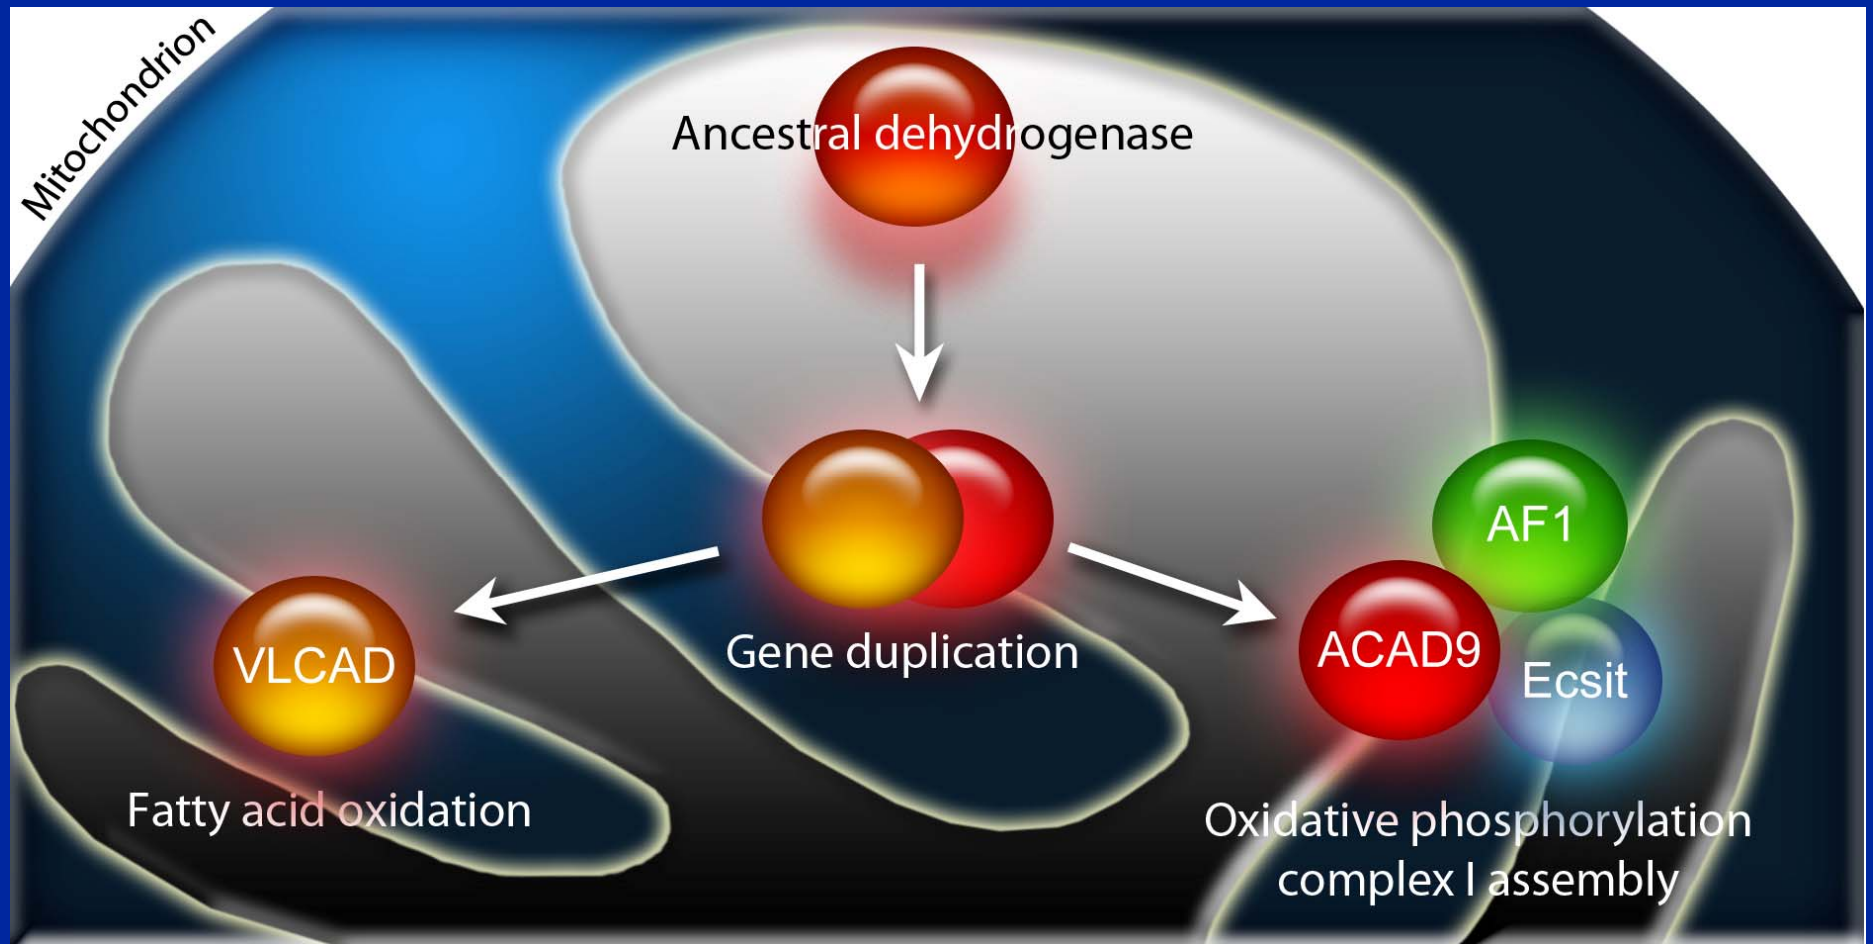 Mitochondrion
Ancestral dehydrogenase
AF1
VLCAD
Gene duplication
ACAD9
Ecsit
Fatty acid oxidation
Oxidative phosphorylation
complex I assembly